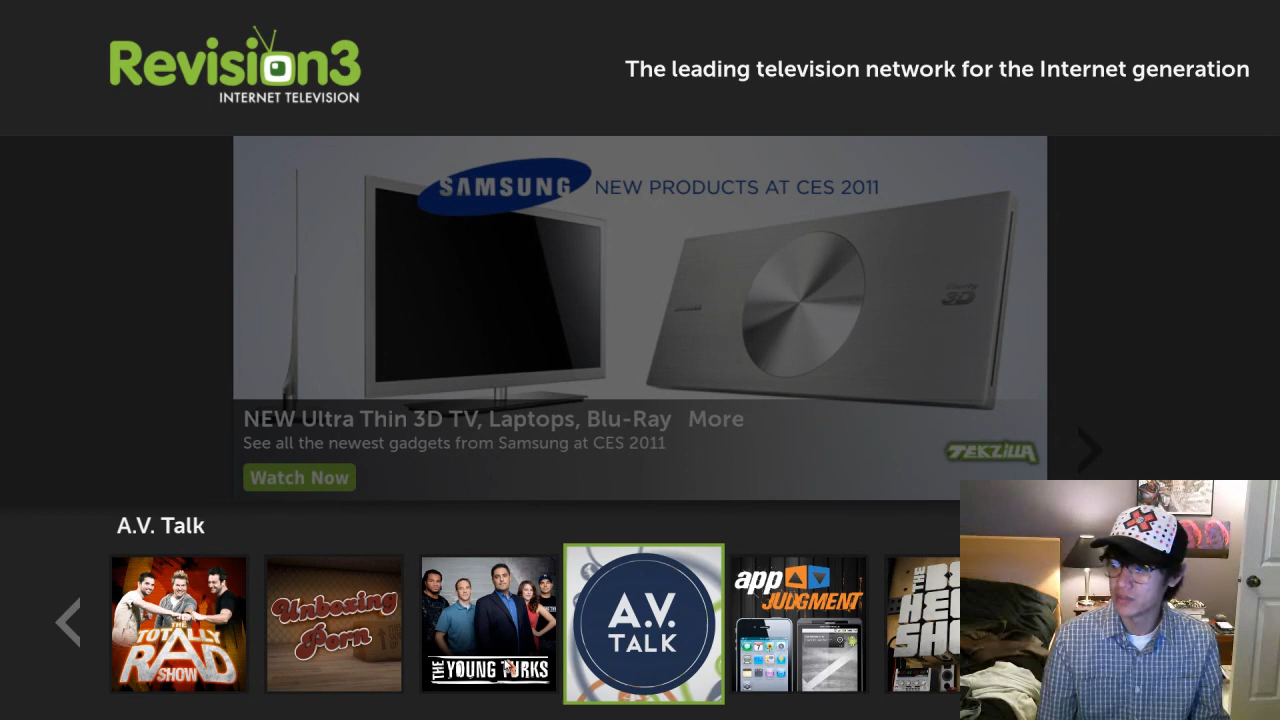 Revision3
INTERNET TELEVISION
The leading television network for the Internet generation
SAMSUNG
NEW PRODUCTS AT CES 2011
3D
NEW Ultra Thin 3D TV, Laptops, Blu-Ray More
See all the newest gadgets from Samsung at CES 2011
TEKZILLA
Watch Now
A.V. Talk
THE
TOTALLY
RAD
SHOW
Unboxing
Porn
THE YOUNG TURKS
A.V.
TALK
app
JUDGMENT
THE